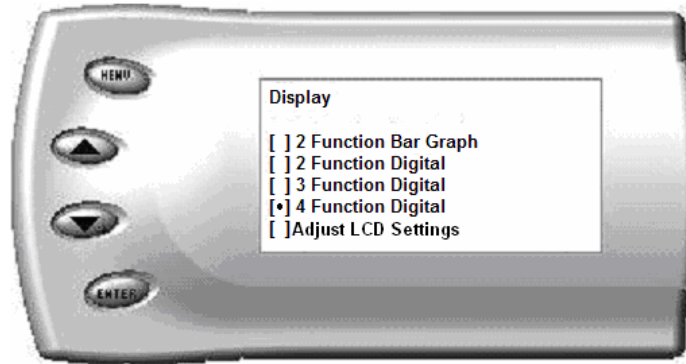 MENU
Display
[ ] 2 Function Bar Graph
[ ] 2 Function Digital
[ ] 3 Function Digital
[•] 4 Function Digital
[ ]Adjust LCD Settings
ENTER